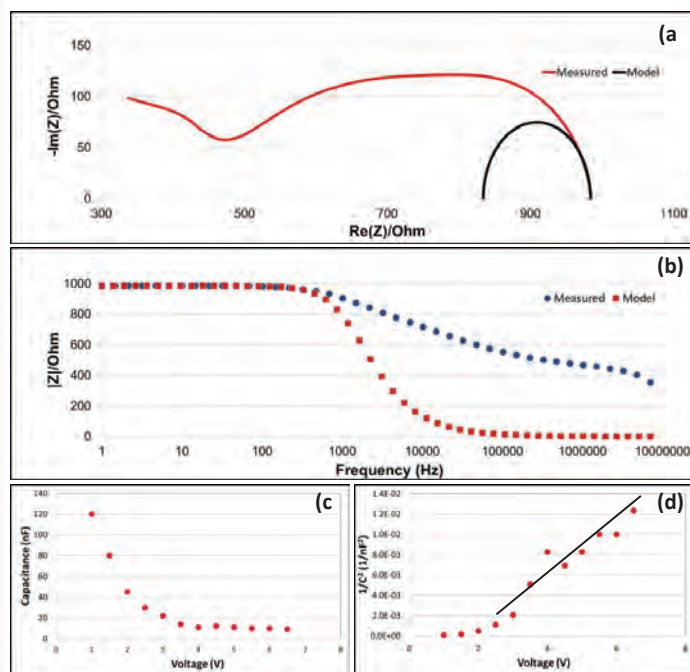 (a)
150
100
50
0
-Im(Z)/Ohm
Measured Model
300 500 700 900 1100
Re(Z)/Ohm
(b)
1000
800
600
400
200
0
|Z|/Ohm
Measured Model
1 10 100 1000 10000 100000 1000000 10000000
Frequency (Hz)
(c)
140
120
100
80
60
40
20
0
Capacitance (nF)
0 1 2 3 4 5 6 7 8
Voltage (V)
(d)
1.4E-02
1.2E-02
1.0E-02
8.0E-03
6.0E-03
4.0E-03
2.0E-03
0.0E+00
1/C² (1/nF²)
0 2 4 6 8
Voltage (V)